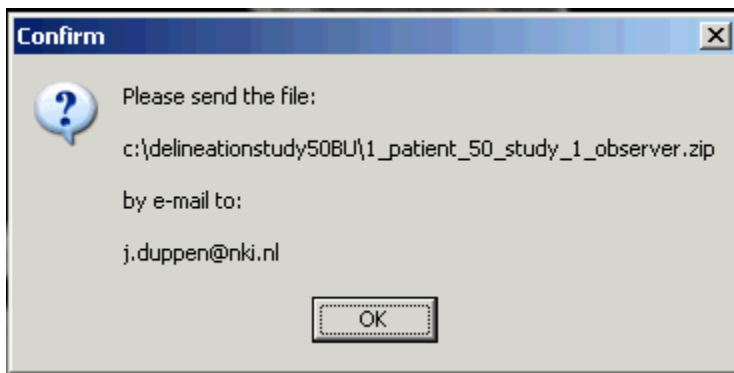 Confirm
Please send the file:
c:\delineationstudy50BU\1_patient_50_study_1_observer.zip
by e-mail to:
j.duppen@nki.nl
OK